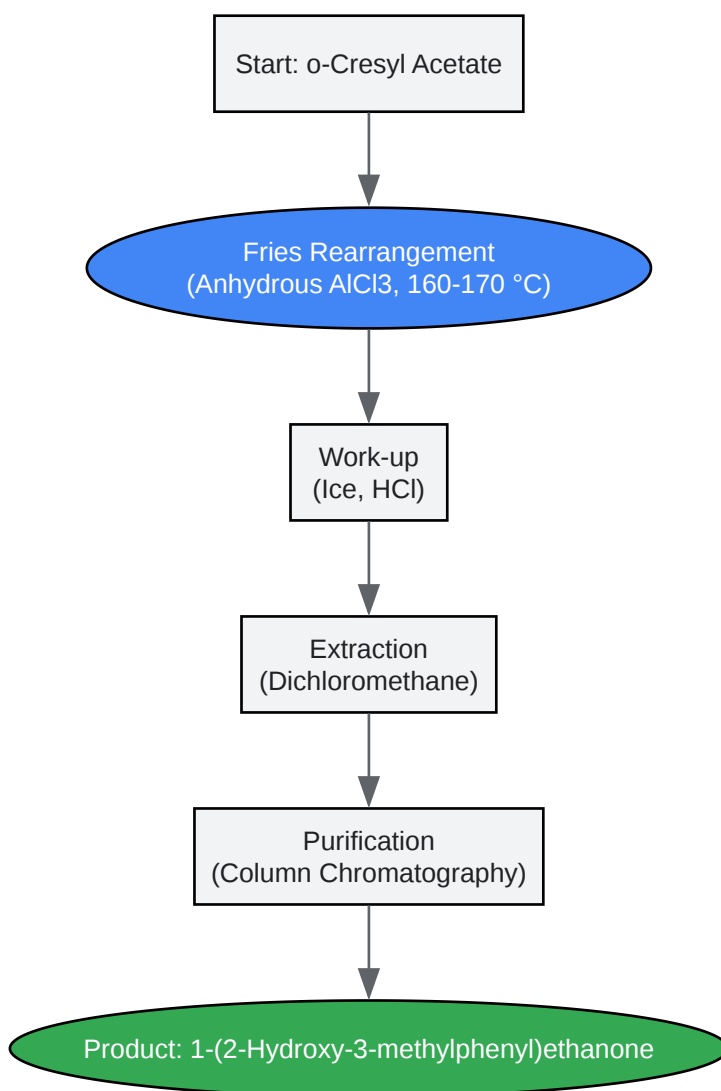 Start: o-Cresyl Acetate
Fries Rearrangement
(Anhydrous AlCl3, 160-170 °C)
Work-up
(Ice, HCl)
Extraction
(Dichloromethane)
Purification
(Column Chromatography)
Product: 1-(2-Hydroxy-3-methylphenyl)ethanone